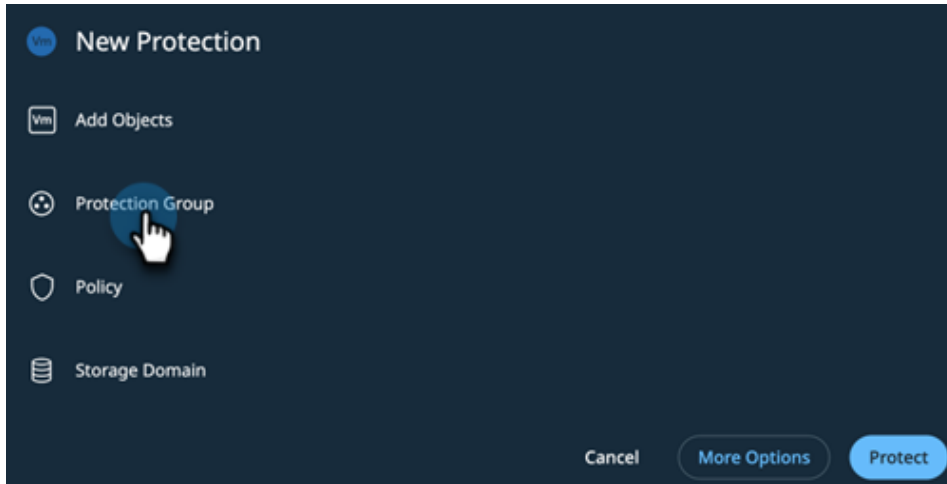 Vm New Protection
Vm Add Objects
Protection Group
Policy
Storage Domain
Cancel More Options Protect